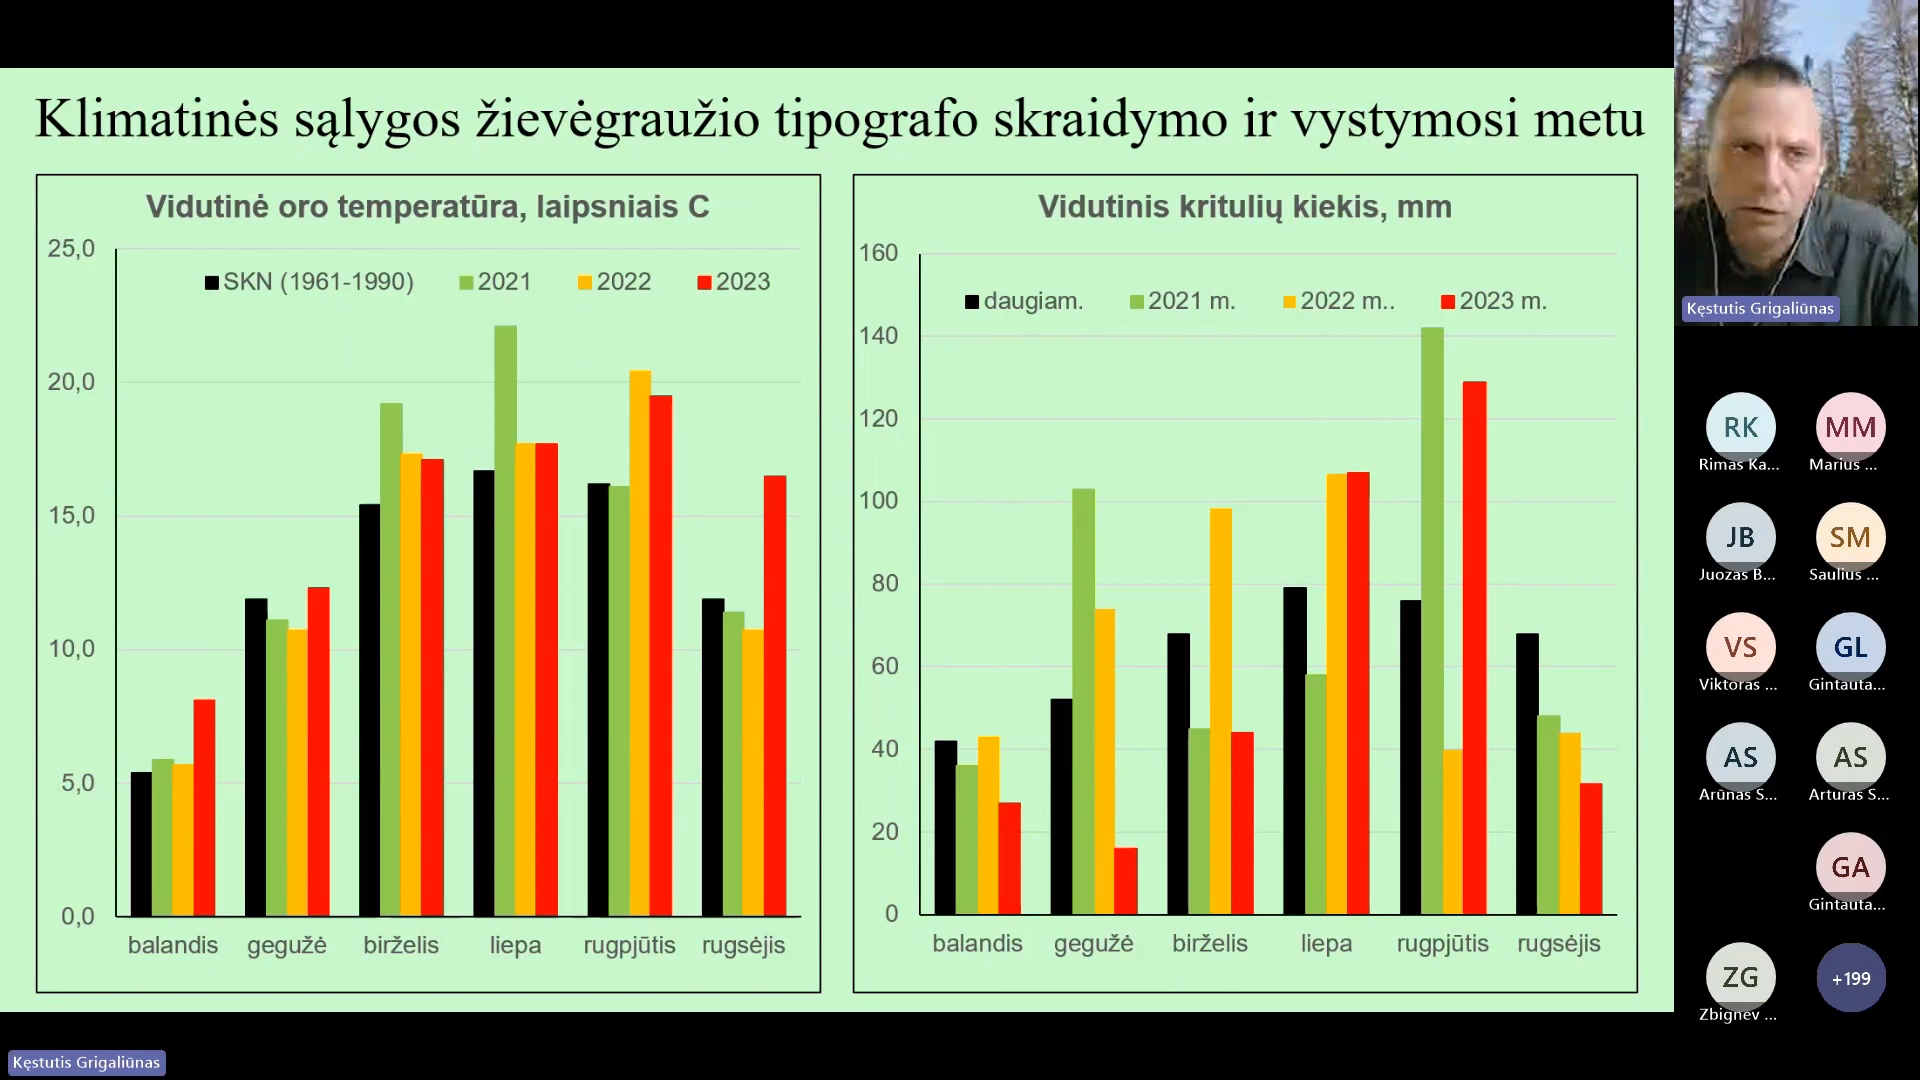 Klimatinės sąlygos žievėgraužio tipografo skraidymo ir vystymosi metu
Vidutinė oro temperatūra, laipsniais C
25,0
SKN (1961-1990) 2021 2022 2023
20,0
15,0
10,0
5,0
0,0
balandis gegužė birželis liepa rugpjūtis rugsėjis
Vidutinis kritulių kiekis, mm
160
daugiam. 2021 m. 2022 m.. 2023 m.
140
120
100
80
60
40
20
0
balandis gegužė birželis liepa rugpjūtis rugsėjis
Kęstutis Grigaliūnas
RK MM
Rimas Ka... Marius ...
JB SM
Juozas B... Saulius ...
VS GL
Viktoras ... Gintauta...
AS AS
Arūnas S... Arturas S...
GA
Gintauta...
ZG +199
Zbignev ...
Kęstutis Grigaliūnas